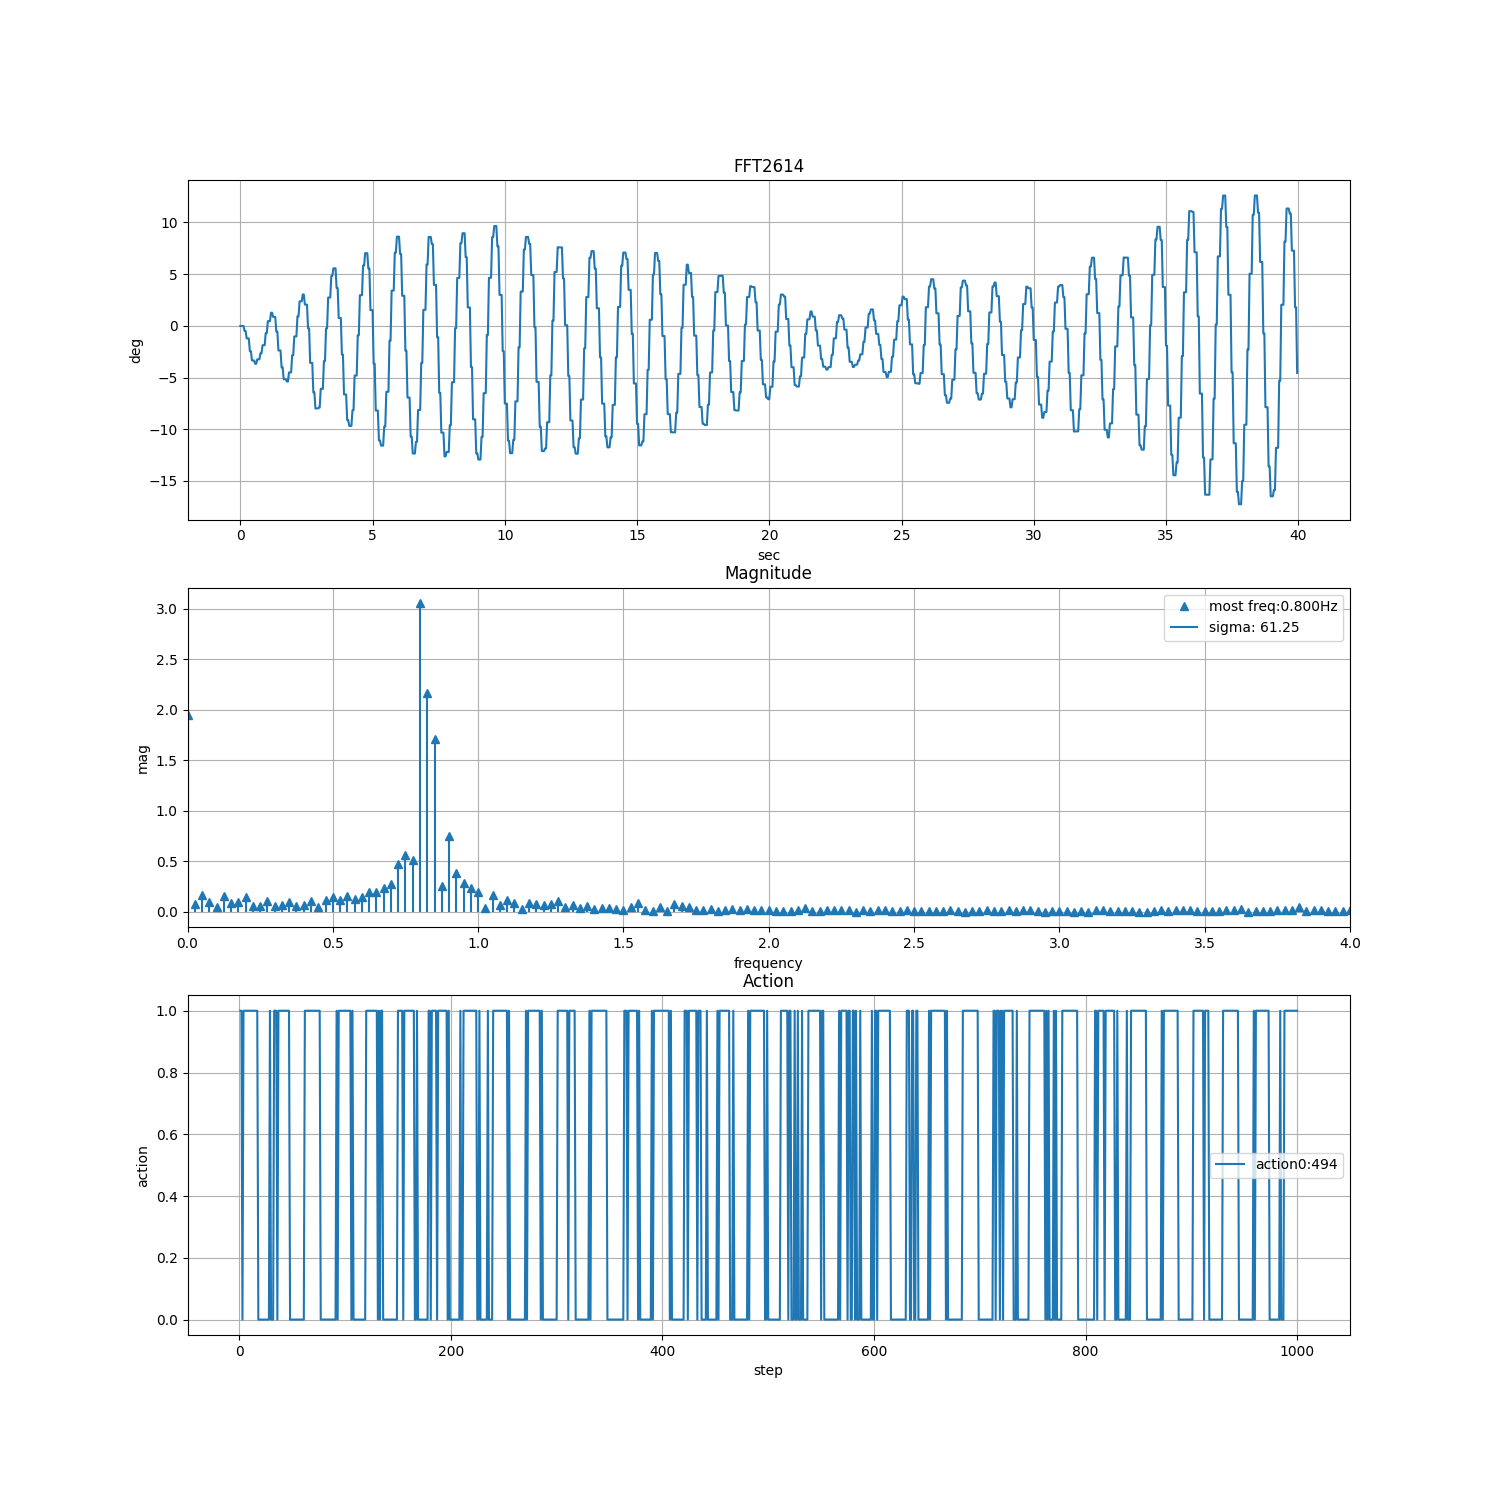 FFT2614
10
5
0
−5
−10
−15
deg
0 5 10 15 20 25 30 35 40
sec
Magnitude
3.0
2.5
2.0
1.5
1.0
0.5
0.0
mag
most freq:0.800Hz
sigma: 61.25
0.0 0.5 1.0 1.5 2.0 2.5 3.0 3.5 4.0
frequency
Action
1.0
0.8
0.6
0.4
0.2
0.0
action
action0:494
0 200 400 600 800 1000
step